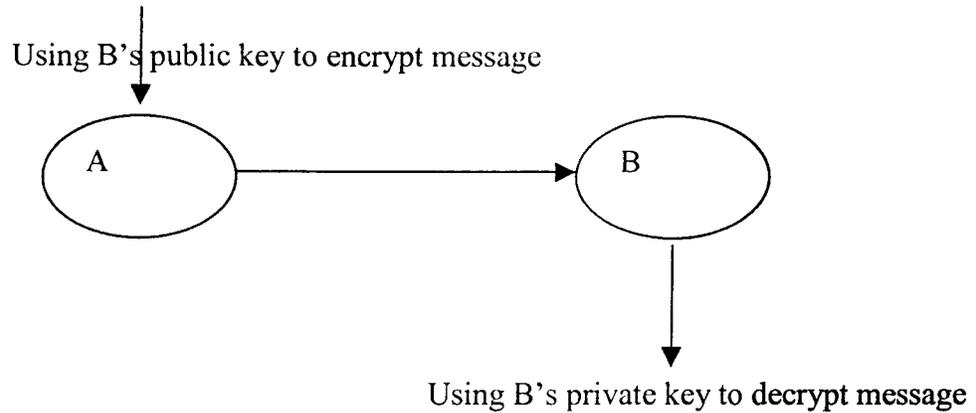 Using B's public key to encrypt message
A
B
Using B's private key to decrypt message